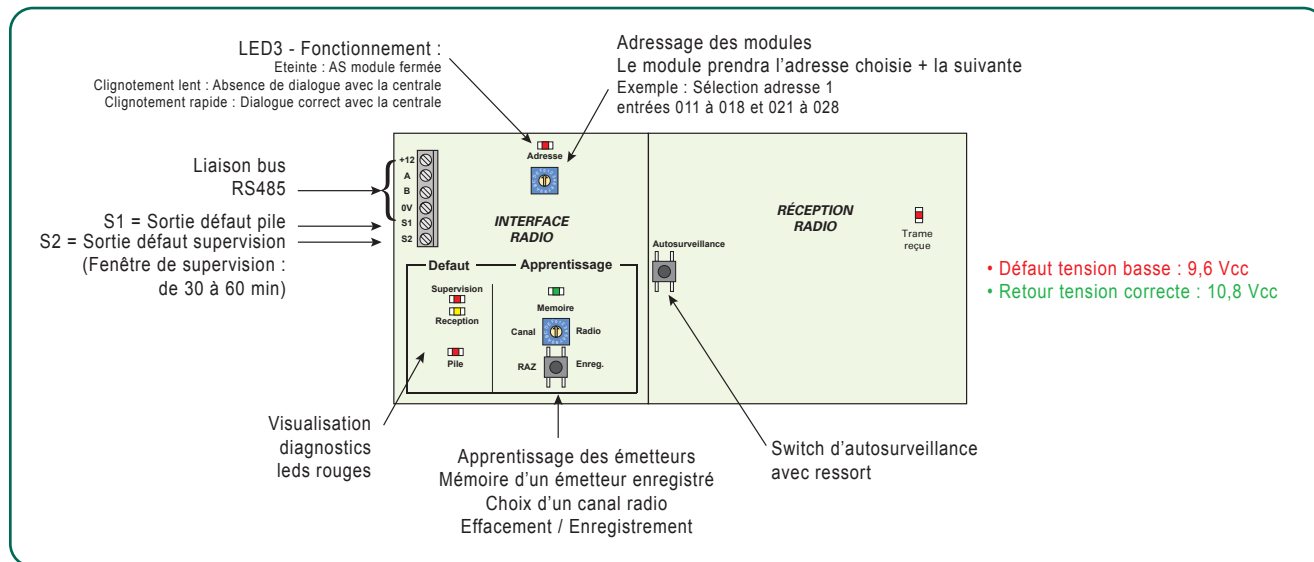 LED3 - Fonctionnement :
Eteinte : AS module fermée
Clignotement lent : Absence de dialogue avec la centrale
Clignotement rapide : Dialogue correct avec la centrale
Adressage des modules
Le module prendra l'adresse choisie + la suivante
Exemple : Sélection adresse 1
entrées 011 à 018 et 021 à 028
Liaison bus
RS485
S1 = Sortie défaut pile
S2 = Sortie défaut supervision
(Fenêtre de supervision :
de 30 à 60 min)
+12
A
B
0V
S1
S2
Adresse
INTERFACE
RADIO
Defaut
Apprentissage
Supervision
Reception
Pile
Memoire
Canal
Radio
RAZ
Enreg.
Autosurveillance
RÉCEPTION
RADIO
Trame
reçue
• Défaut tension basse : 9,6 Vcc
• Retour tension correcte : 10,8 Vcc
Visualisation
diagnostics
leds rouges
Apprentissage des émetteurs
Mémoire d'un émetteur enregistré
Choix d'un canal radio
Effacement / Enregistrement
Switch d'autosurveillance
avec ressort